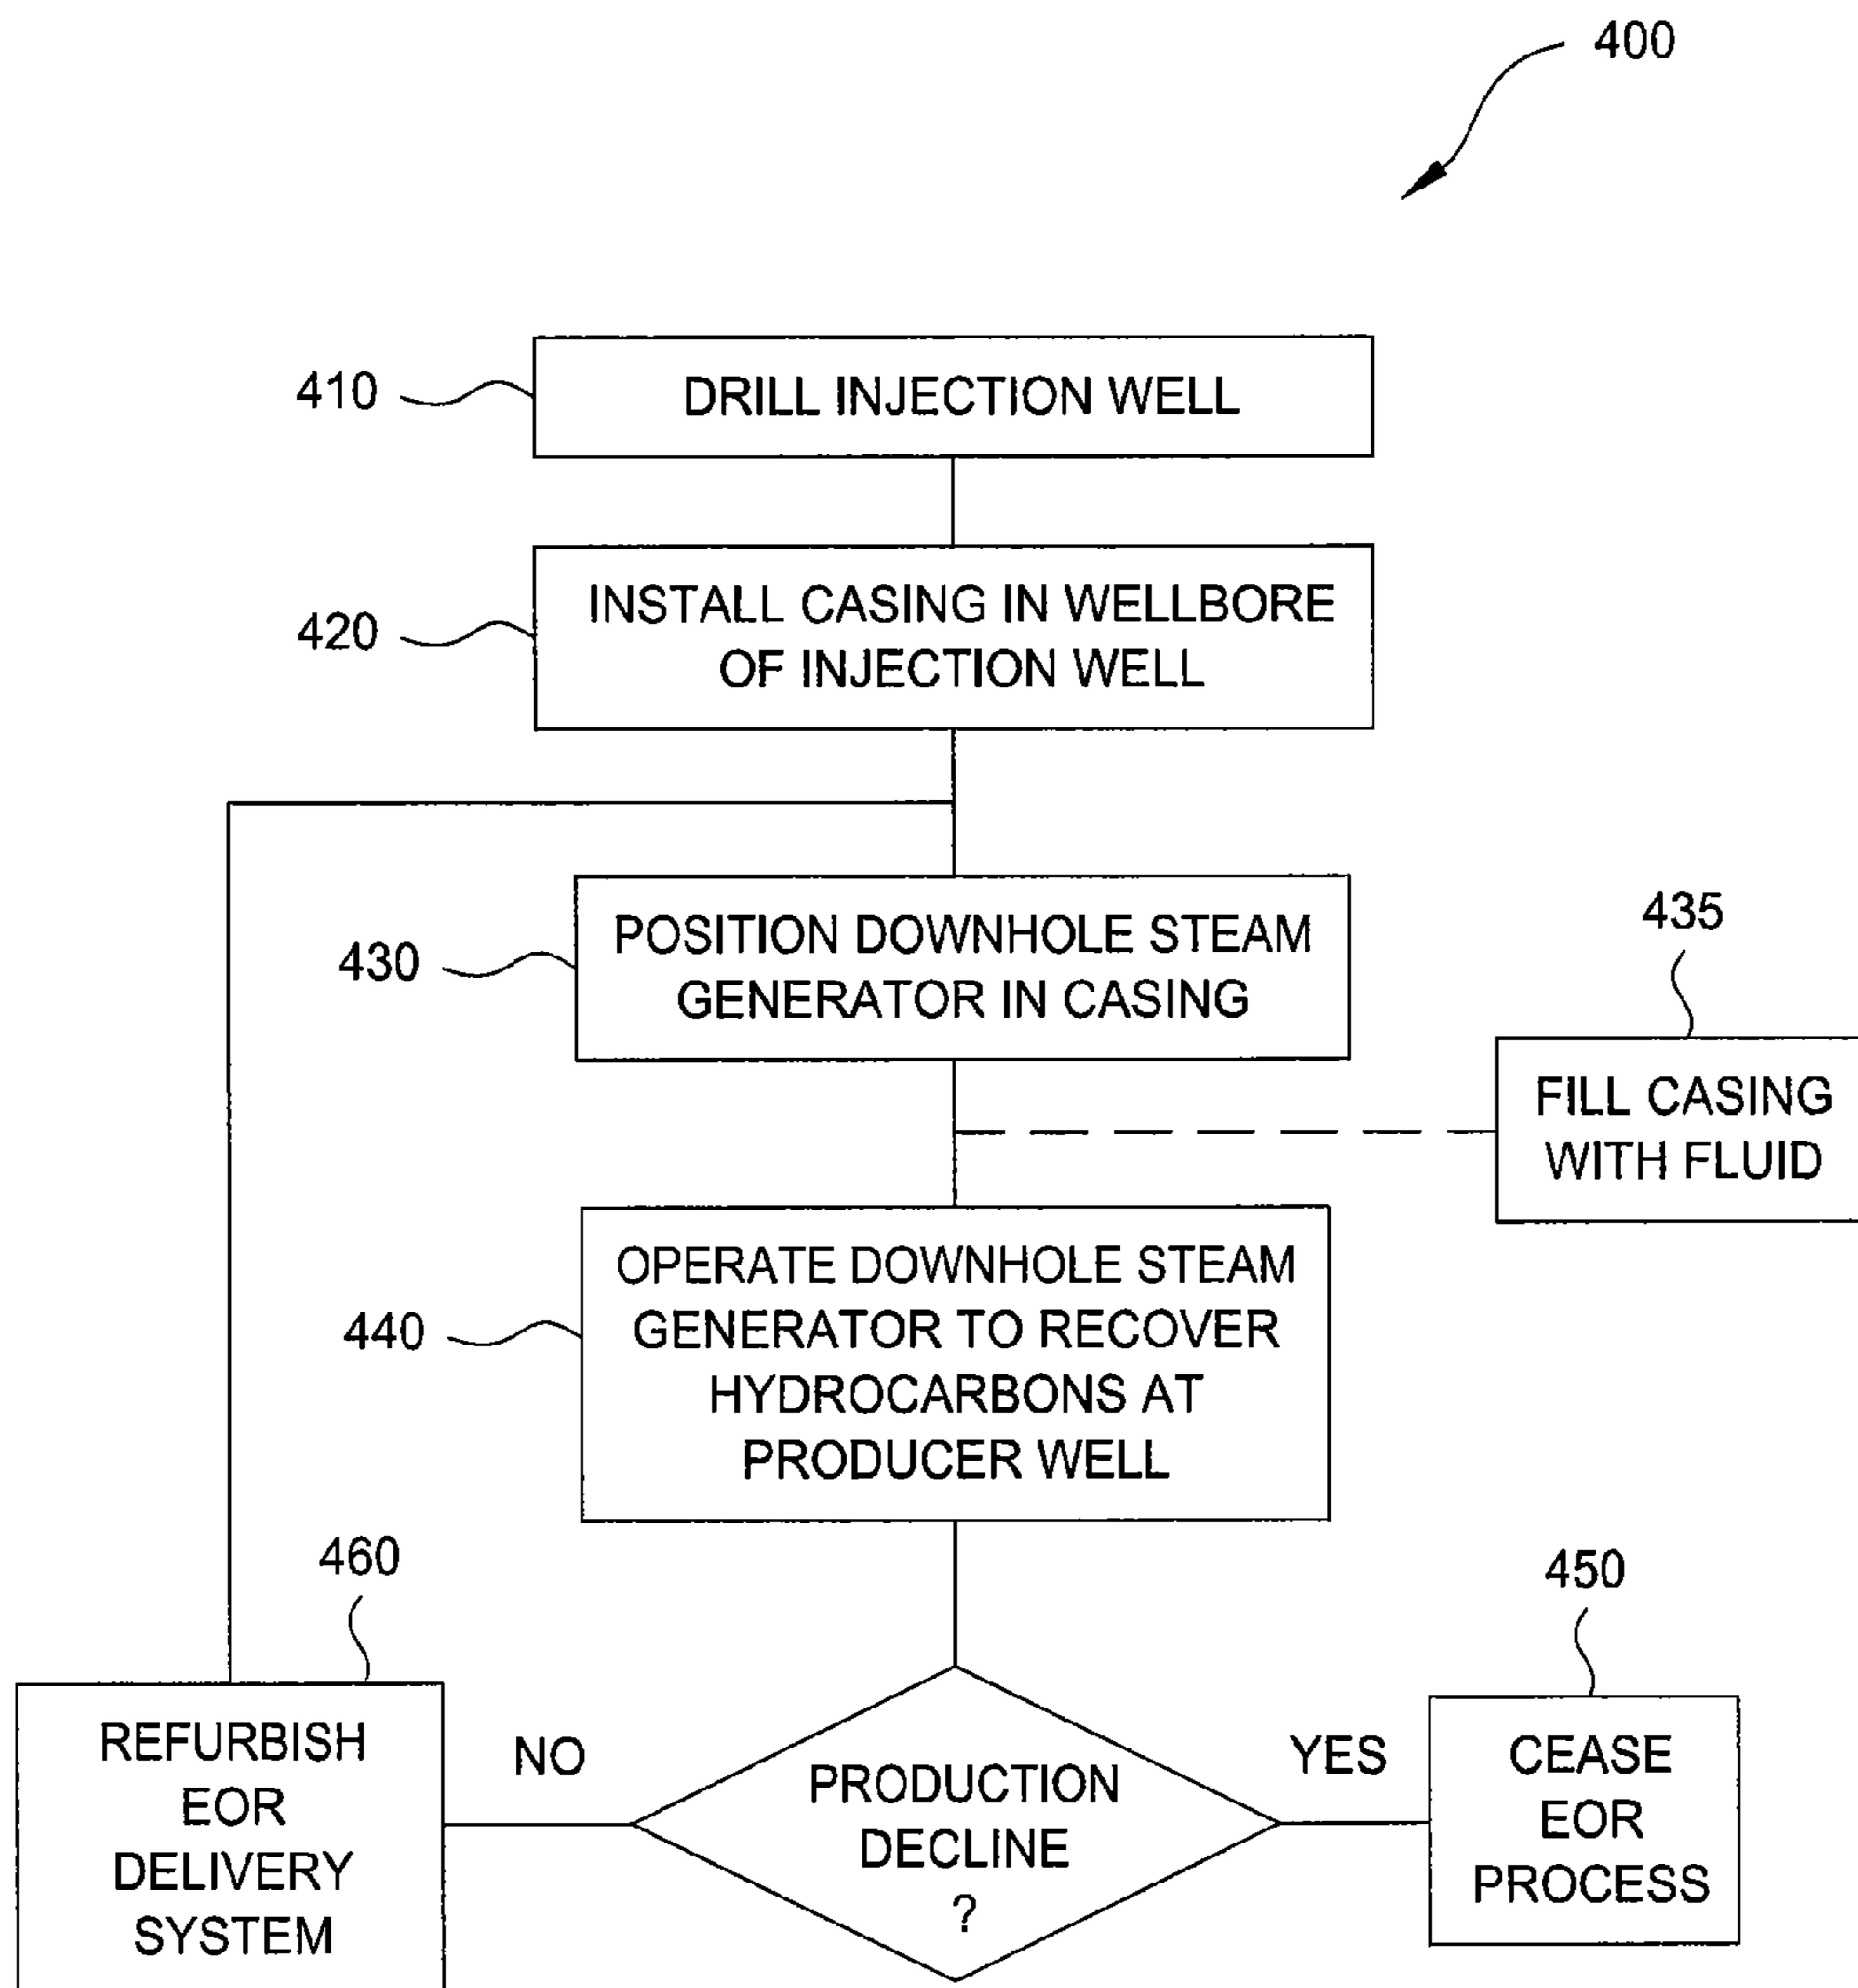 400
410
DRILL INJECTION WELL
420
INSTALL CASING IN WELLBORE
OF INJECTION WELL
430
POSITION DOWNHOLE STEAM
GENERATOR IN CASING
435
FILL CASING
WITH FLUID
440
OPERATE DOWNHOLE STEAM
GENERATOR TO RECOVER
HYDROCARBONS AT
PRODUCER WELL
460
REFURBISH
EOR
DELIVERY
SYSTEM
NO
PRODUCTION
DECLINE
?
YES
450
CEASE
EOR
PROCESS